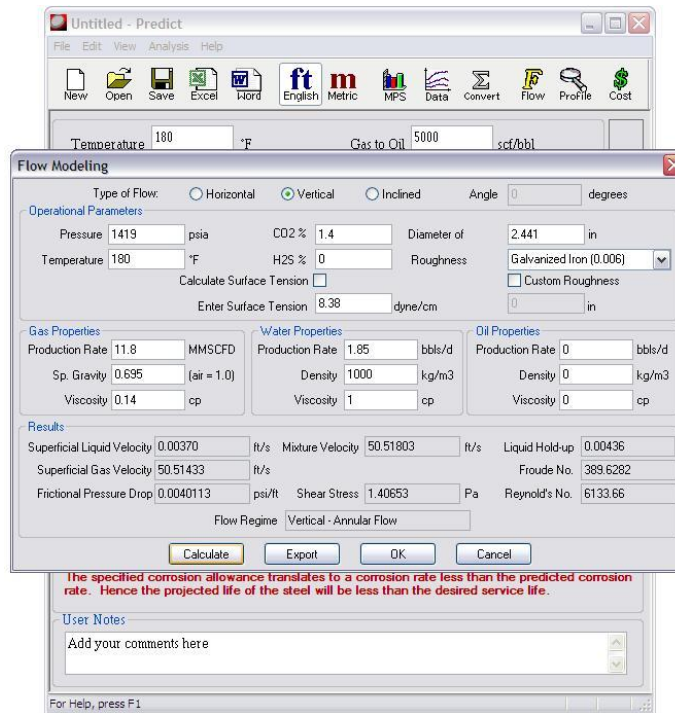 Untitled - Predict
File Edit View Analysis Help
ft m Σ F $
New Open Save Excel Word English Metric MPS Data Convert Flow ProFile Cost
Temperature 180 °F Gas to Oil 5000 scf/bbl
Flow Modeling
Type of Flow: Horizontal Vertical Inclined Angle 0 degrees
Operational Parameters
Pressure 1419 psia CO2 % 1.4 Diameter of 2.441 in
Temperature 180 °F H2S % 0 Roughness Galvanized Iron (0.006)
Calculate Surface Tension Custom Roughness
Enter Surface Tension 8.38 dyne/cm 0 in
Gas Properties Water Properties Oil Properties
Production Rate 11.8 MMSCFD Production Rate 1.85 bbls/d Production Rate 0 bbls/d
Sp. Gravity 0.695 (air = 1.0) Density 1000 kg/m3 Density 0 kg/m3
Viscosity 0.14 cp Viscosity 1 cp Viscosity 0 cp
Results
Superficial Liquid Velocity 0.00370 ft/s Mixture Velocity 50.51803 ft/s Liquid Hold-up 0.00436
Superficial Gas Velocity 50.51433 ft/s Froude No. 389.6282
Frictional Pressure Drop 0.0040113 psi/ft Shear Stress 1.40653 Pa Reynold's No. 6133.66
Flow Regime Vertical - Annular Flow
Calculate Export OK Cancel
The specified corrosion allowance translates to a corrosion rate less than the predicted corrosion
rate. Hence the projected life of the steel will be less than the desired service life.
User Notes
Add your comments here
For Help, press F1